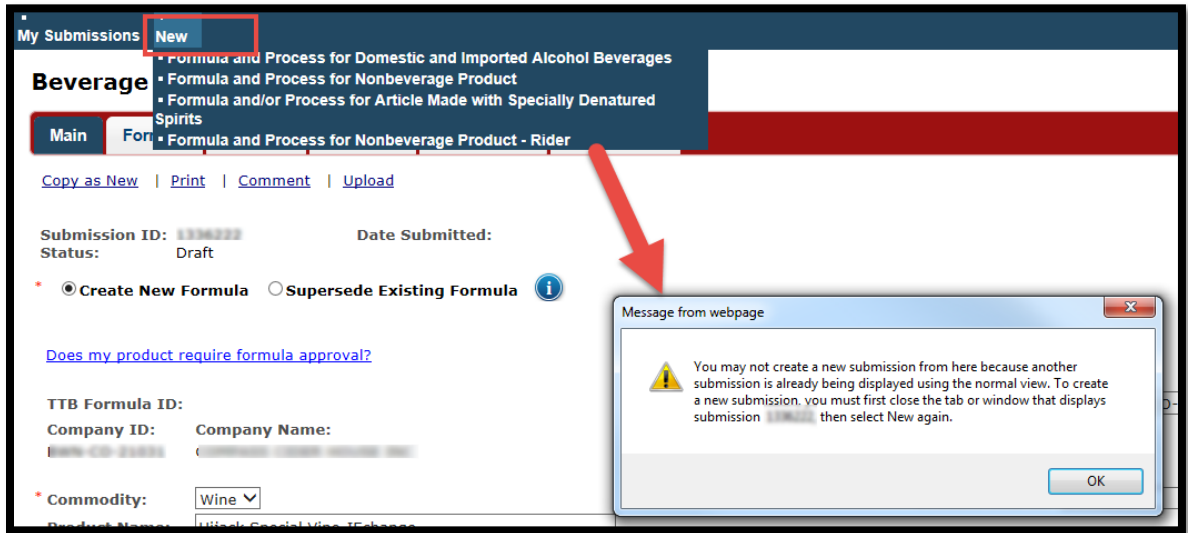 My Submissions New
▪ Formula and Process for Domestic and Imported Alcohol Beverages
▪ Formula and Process for Nonbeverage Product
▪ Formula and/or Process for Article Made with Specially Denatured
Spirits
▪ Formula and Process for Nonbeverage Product - Rider
Beverage
Main
Copy as New | Print | Comment | Upload
Submission ID: Date Submitted:
Status: Draft
* Create New Formula Supersede Existing Formula i
Does my product require formula approval?
TTB Formula ID:
Company ID: Company Name:
* Commodity: Wine
Message from webpage
You may not create a new submission from here because another
submission is already being displayed using the normal view. To create
a new submission, you must first close the tab or window that displays
submission , then select New again.
OK